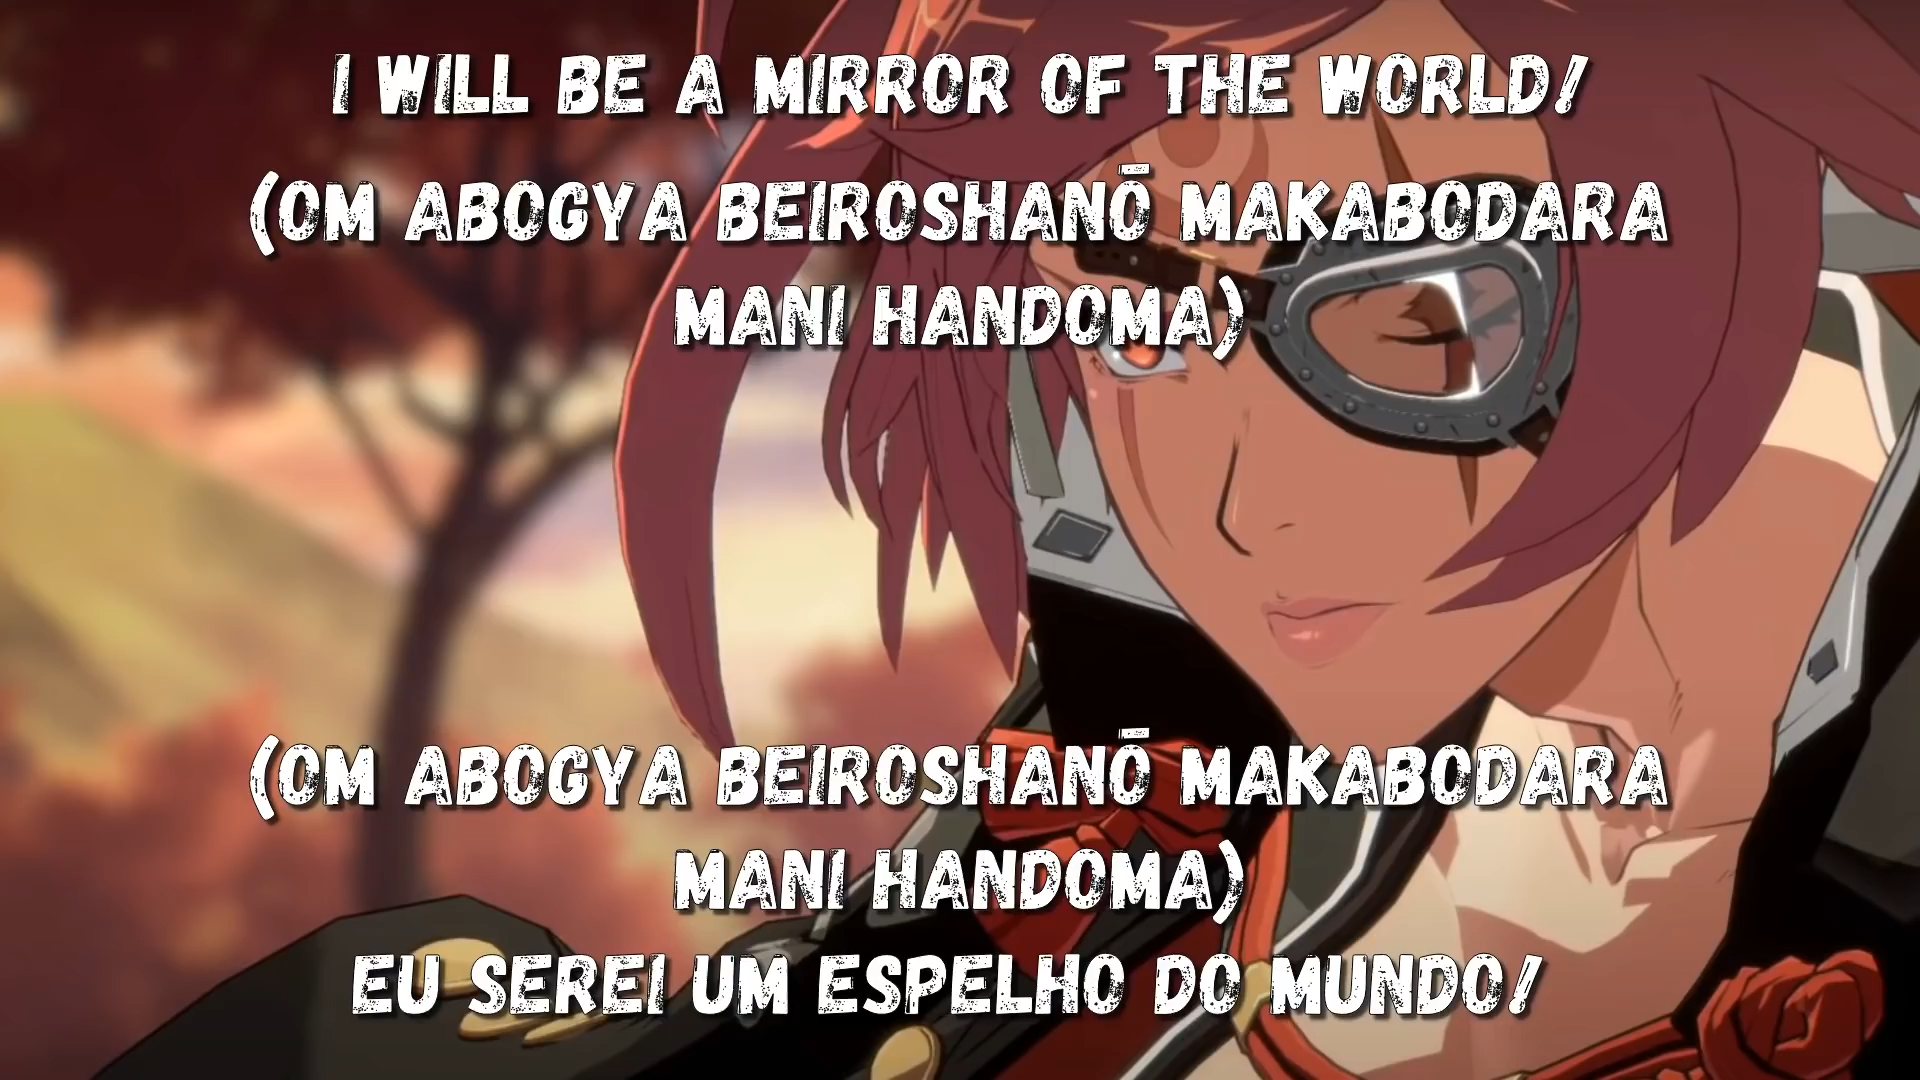 I WILL BE A MIRROR OF THE WORLD!
(OM ABOGYA BEIROSHANŌ MAKABODARA
MANI HANDOMA)
(OM ABOGYA BEIROSHANŌ MAKABODARA
MANI HANDOMA)
EU SEREI UM ESPELHO DO MUNDO!